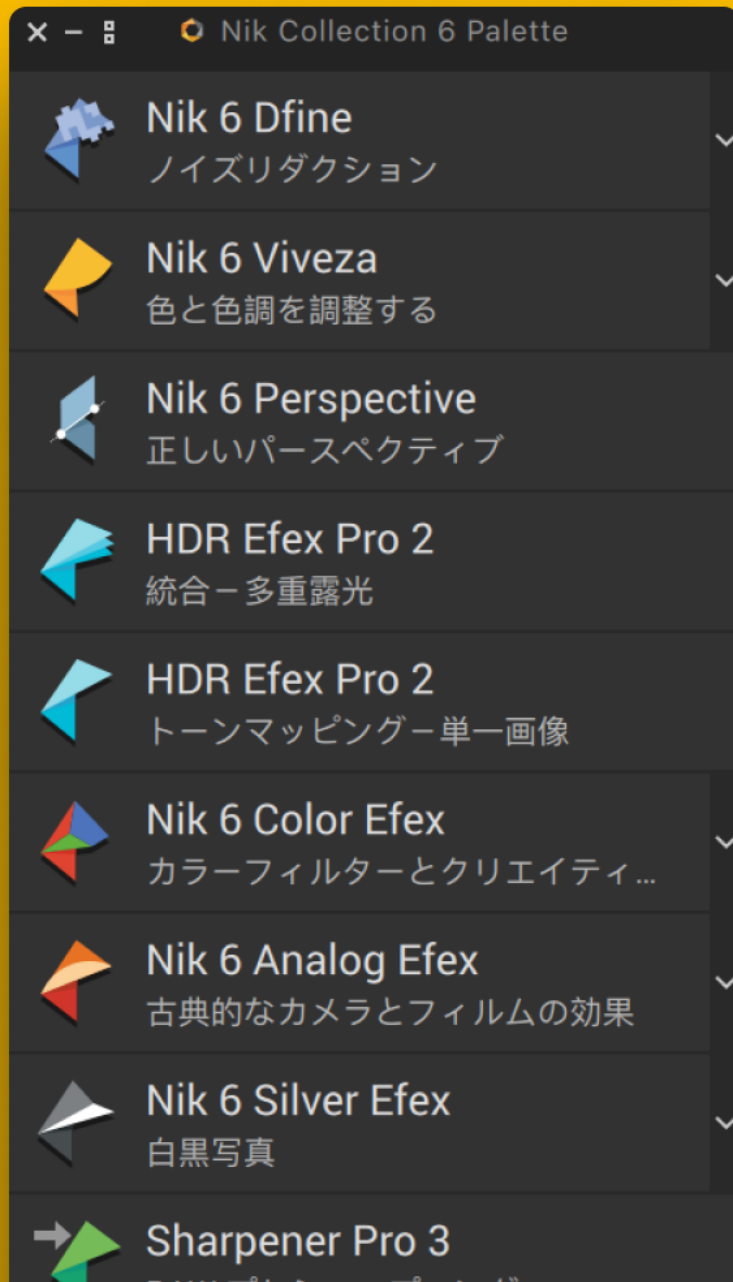 Nik Collection 6 Palette
Nik 6 Dfine
ノイズリダクション
Nik 6 Viveza
色と色調を調整する
Nik 6 Perspective
正しいパースペクティブ
HDR Efex Pro 2
統合－多重露光
HDR Efex Pro 2
トーンマッピング－単一画像
Nik 6 Color Efex
カラーフィルターとクリエイティ...
Nik 6 Analog Efex
古典的なカメラとフィルムの効果
Nik 6 Silver Efex
白黒写真
Sharpener Pro 3